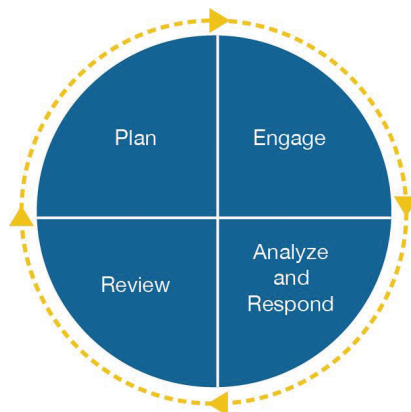 Plan
Engage
Review
Analyze
and
Respond